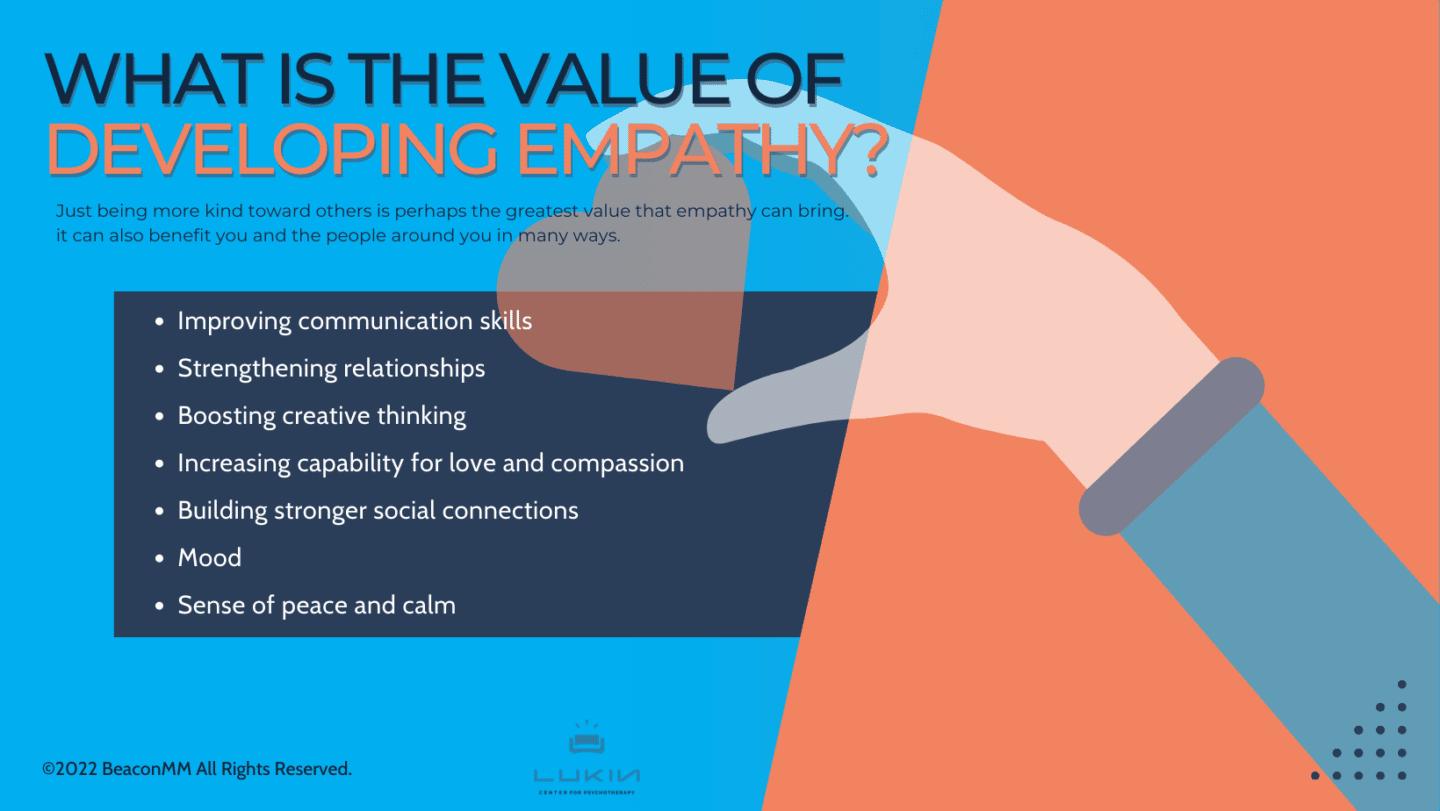 WHAT IS THE VALUE OF
DEVELOPING EMPATHY?
Just being more kind toward others is perhaps the greatest value that empathy can bring.
it can also benefit you and the people around you in many ways.
• Improving communication skills
• Strengthening relationships
• Boosting creative thinking
• Increasing capability for love and compassion
• Building stronger social connections
• Mood
• Sense of peace and calm
©2022 BeaconMM All Rights Reserved.
LUKIN
CENTER FOR PSYCHOTHERAPY